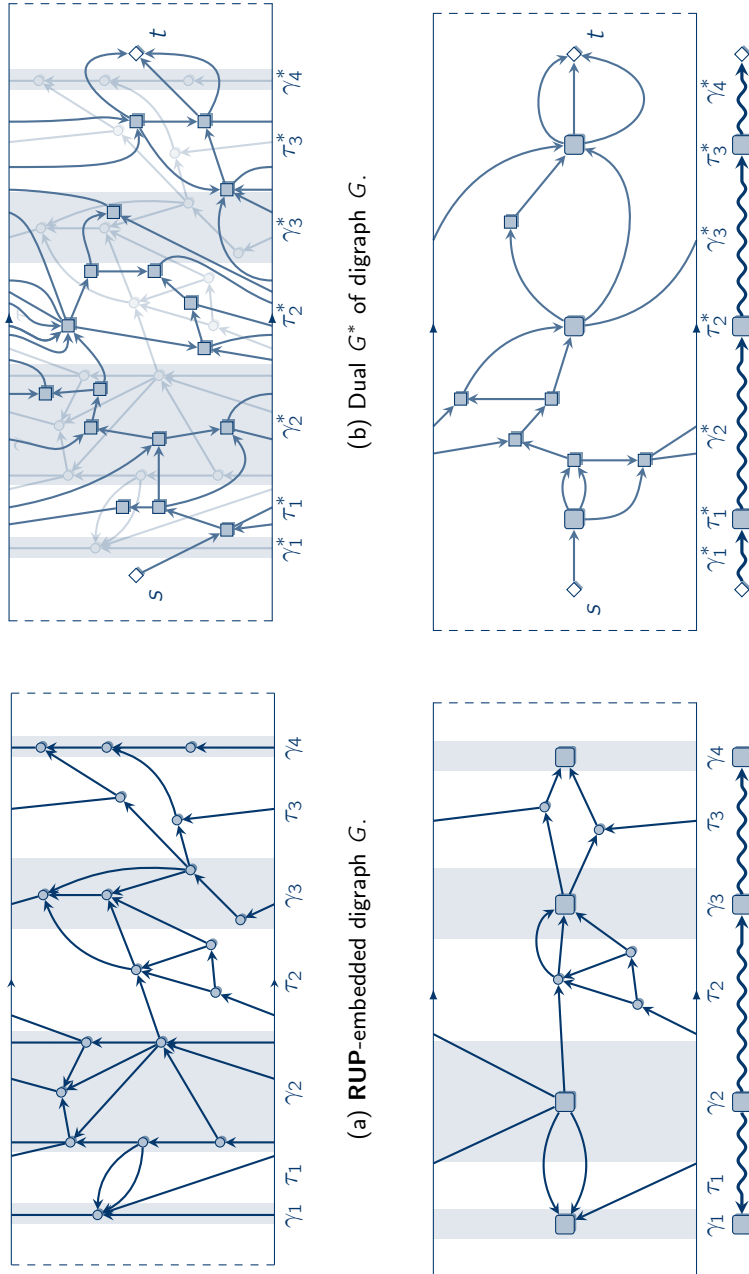 s
γ1*
τ1*
γ2*
τ2*
γ3*
τ3*
γ4*
t
(b) Dual G* of digraph G.
s
γ1*
τ1*
γ2*
τ2*
γ3*
τ3*
γ4*
t
γ1
τ1
γ2
τ2
γ3
τ3
γ4
(a) RUP-embedded digraph G.
γ1
τ1
γ2
τ2
γ3
τ3
γ4